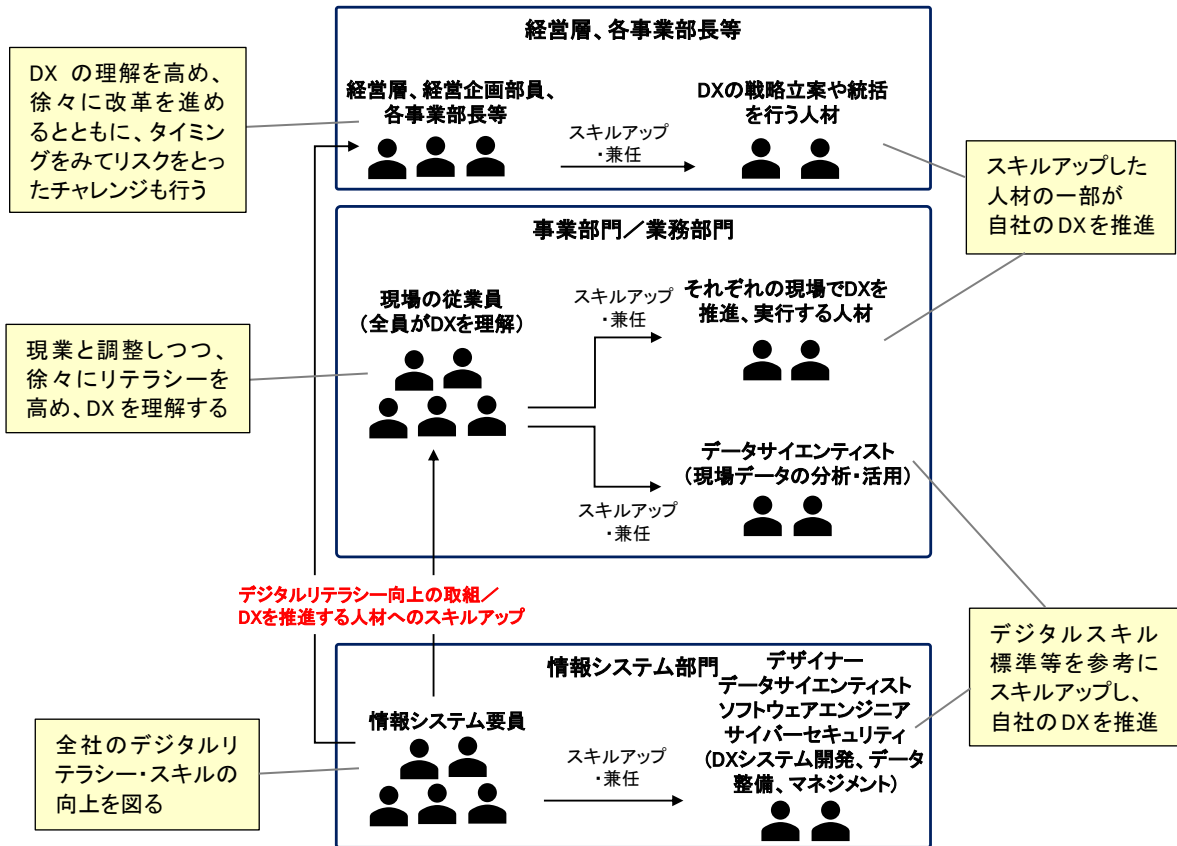 経営層、各事業部長等
DX の理解を高め、
徐々に改革を進め
るとともに、タイミン
グをみてリスクをとっ
たチャレンジも行う
経営層、経営企画部員、
各事業部長等
スキルアップ
・兼任
DXの戦略立案や統括
を行う人材
スキルアップした
人材の一部が
自社のDXを推進
事業部門／業務部門
現場の従業員
（全員がDXを理解）
スキルアップ
・兼任
それぞれの現場でDXを
推進、実行する人材
現業と調整しつつ、
徐々にリテラシーを
高め、DX を理解する
データサイエンティスト
（現場データの分析・活用）
スキルアップ
・兼任
デジタルリテラシー向上の取組／
DXを推進する人材へのスキルアップ
デジタルスキル
標準等を参考に
スキルアップし、
自社のDXを推進
情報システム部門
情報システム要員
スキルアップ
・兼任
デザイナー
データサイエンティスト
ソフトウェアエンジニア
サイバーセキュリティ
（DXシステム開発、データ
整備、マネジメント）
全社のデジタルリ
テラシー・スキルの
向上を図る